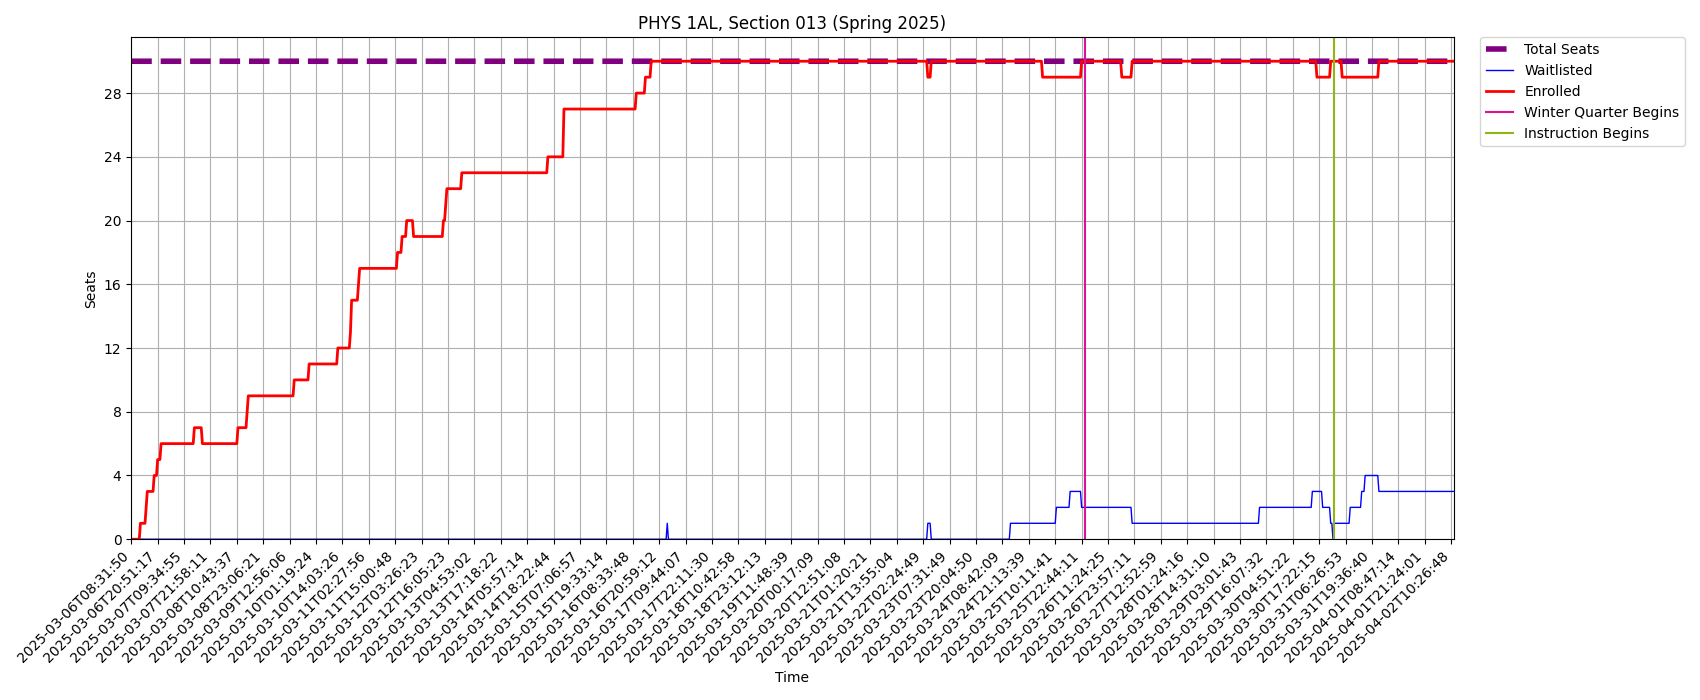 PHYS 1AL, Section 013 (Spring 2025)
Total Seats
Waitlisted
Enrolled
Winter Quarter Begins
Instruction Begins
Seats
28
24
20
16
12
8
4
0
2025-03-06T08:31:50
2025-03-06T20:51:17
2025-03-07T09:34:55
2025-03-07T21:58:11
2025-03-08T10:43:37
2025-03-08T23:06:21
2025-03-09T12:56:06
2025-03-10T01:19:24
2025-03-10T14:03:26
2025-03-11T02:27:56
2025-03-11T15:00:48
2025-03-12T03:26:23
2025-03-12T16:05:23
2025-03-13T04:53:02
2025-03-13T17:18:22
2025-03-14T05:57:14
2025-03-14T18:22:44
2025-03-15T07:06:57
2025-03-15T19:33:14
2025-03-16T08:33:48
2025-03-16T20:59:12
2025-03-17T09:44:07
2025-03-17T22:11:30
2025-03-18T10:42:58
2025-03-18T23:12:13
2025-03-19T11:48:39
2025-03-20T00:17:09
2025-03-20T12:51:08
2025-03-21T01:20:21
2025-03-21T13:55:04
2025-03-22T02:24:49
2025-03-23T07:31:49
2025-03-23T20:04:50
2025-03-24T08:42:09
2025-03-24T21:13:39
2025-03-25T10:11:41
2025-03-25T22:44:11
2025-03-26T11:24:25
2025-03-26T23:57:11
2025-03-27T12:52:59
2025-03-28T01:24:16
2025-03-28T14:31:10
2025-03-29T03:01:43
2025-03-29T16:07:32
2025-03-30T04:51:22
2025-03-30T17:22:15
2025-03-31T06:26:53
2025-03-31T19:36:40
2025-04-01T08:47:14
2025-04-01T21:24:01
2025-04-02T10:26:48
Time